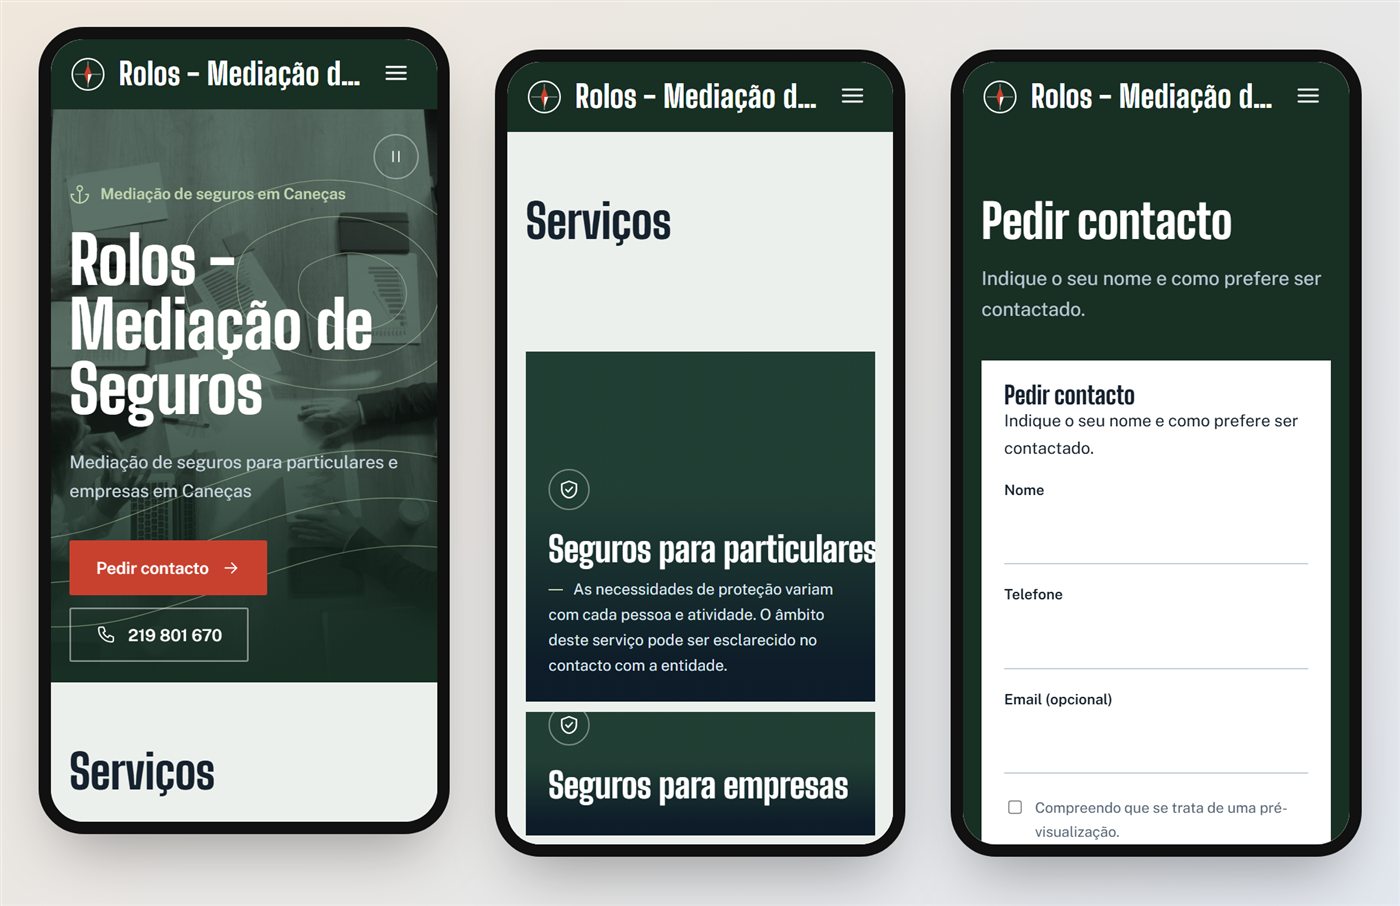 Rolos – Mediação d...
Mediação de seguros em Caneças
Rolos –
Mediação de
Seguros
Mediação de seguros para particulares e
empresas em Caneças
Pedir contacto
219 801 670
Serviços
Rolos – Mediação d...
Serviços
Seguros para particulares
— As necessidades de proteção variam
com cada pessoa e atividade. O âmbito
deste serviço pode ser esclarecido no
contacto com a entidade.
Seguros para empresas
Rolos – Mediação d...
Pedir contacto
Indique o seu nome e como prefere ser
contactado.
Pedir contacto
Indique o seu nome e como prefere ser
contactado.
Nome
Telefone
Email (opcional)
Compreendo que se trata de uma pré-
visualização.